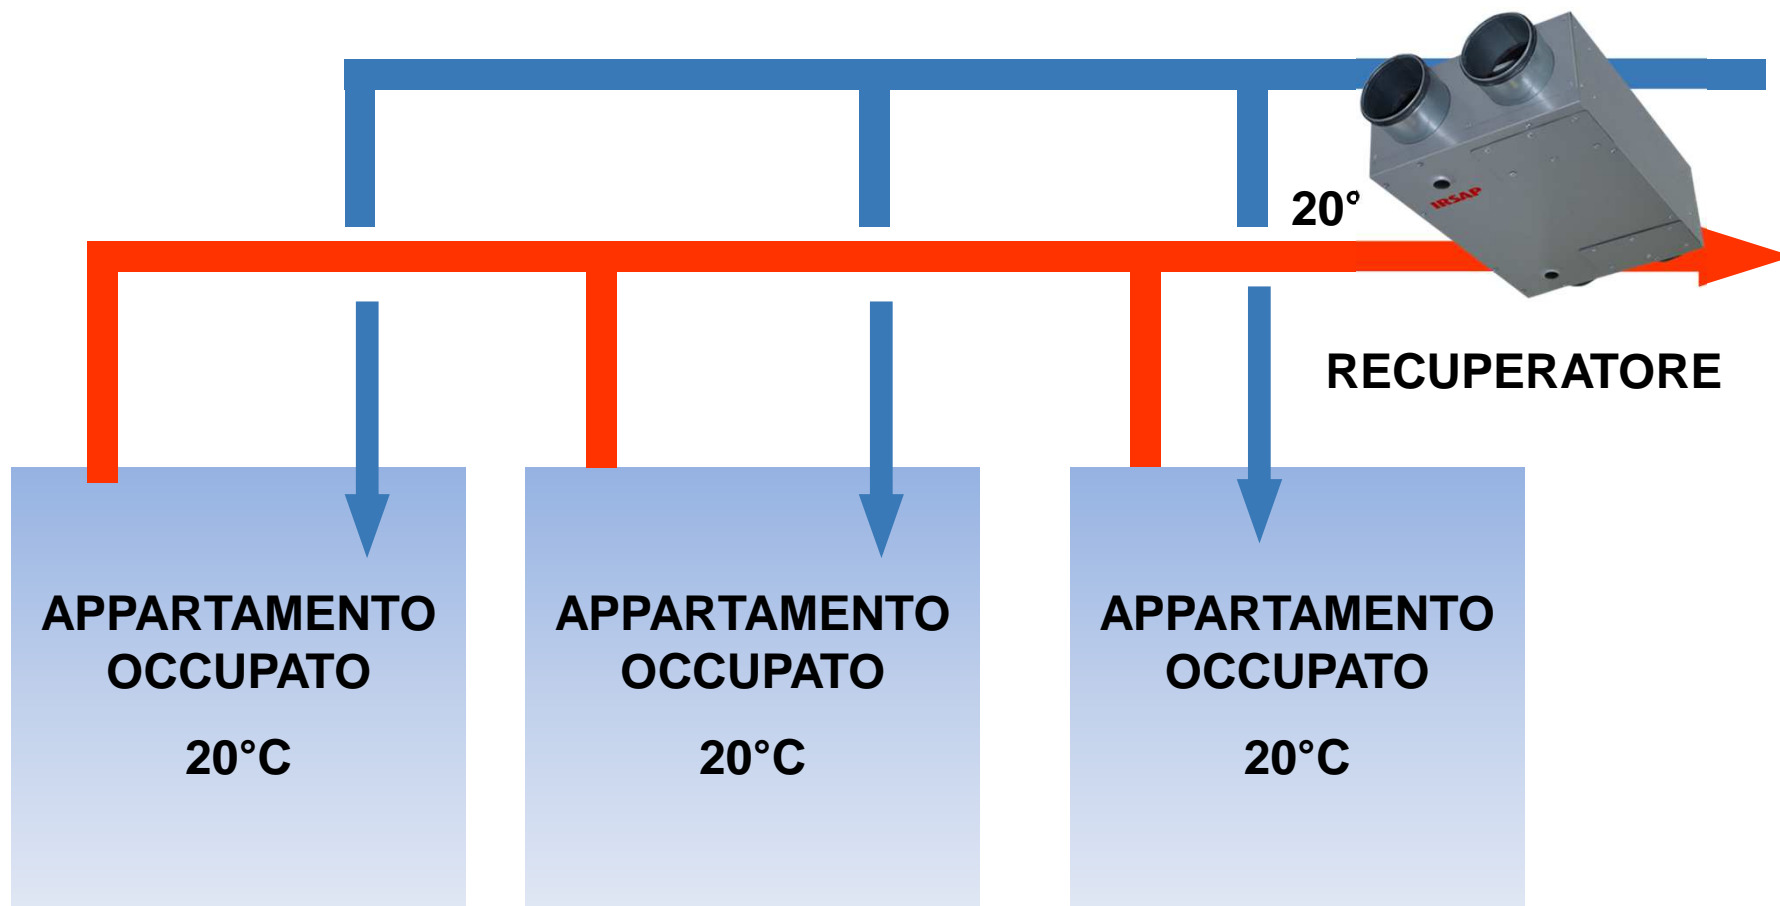 20°
IRSAP
RECUPERATORE
APPARTAMENTO
OCCUPATO
20°C
APPARTAMENTO
OCCUPATO
20°C
APPARTAMENTO
OCCUPATO
20°C